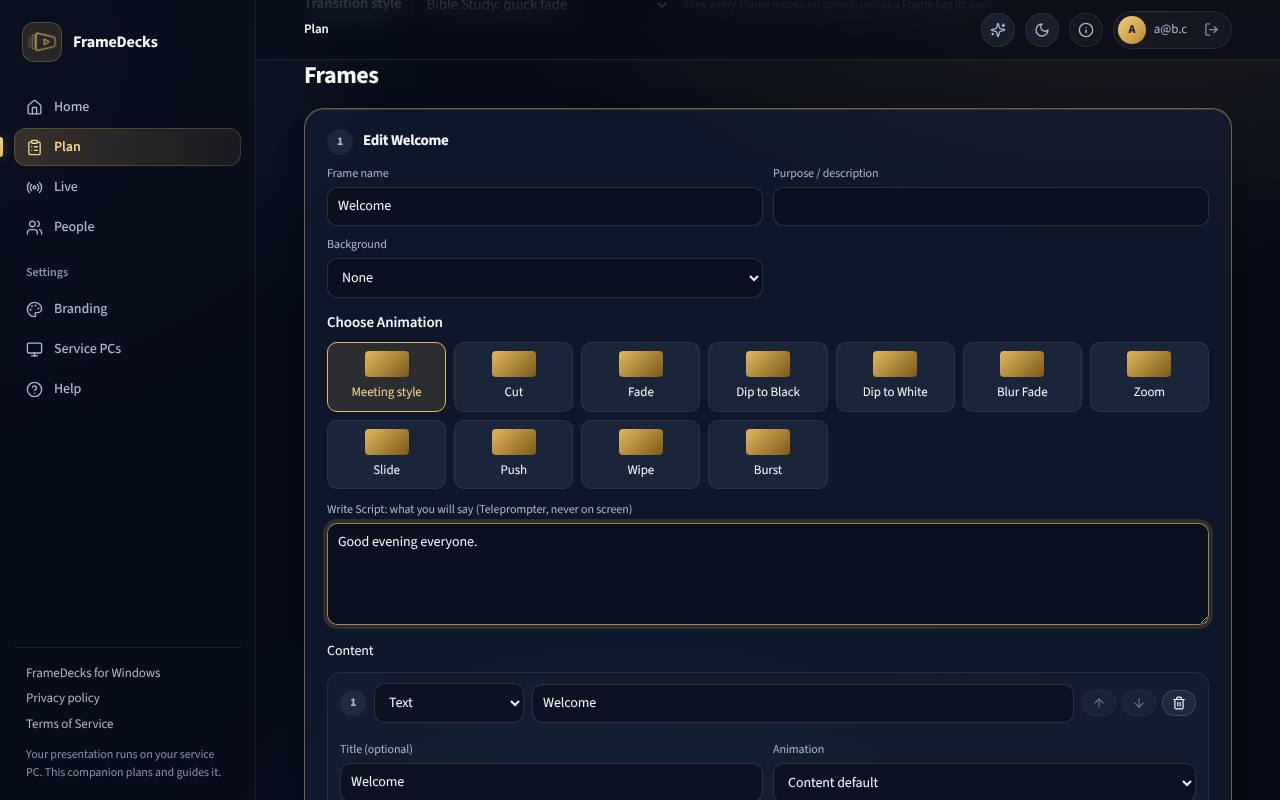 FrameDecks
Home
Plan
Live
People
Settings
Branding
Service PCs
Help
FrameDecks for Windows
Privacy policy
Terms of Service
Your presentation runs on your service
PC. This companion plans and guides it.
Transition style
Bible Study: quick fade
How every Frame moves on screen, unless a Frame has its own.
Plan
A
a@b.c
Frames
1
Edit Welcome
Frame name
Purpose / description
Welcome
Background
None
Choose Animation
Meeting style
Cut
Fade
Dip to Black
Dip to White
Blur Fade
Zoom
Slide
Push
Wipe
Burst
Write Script: what you will say (Teleprompter, never on screen)
Good evening everyone.
Content
1
Text
Welcome
Title (optional)
Animation
Welcome
Content default